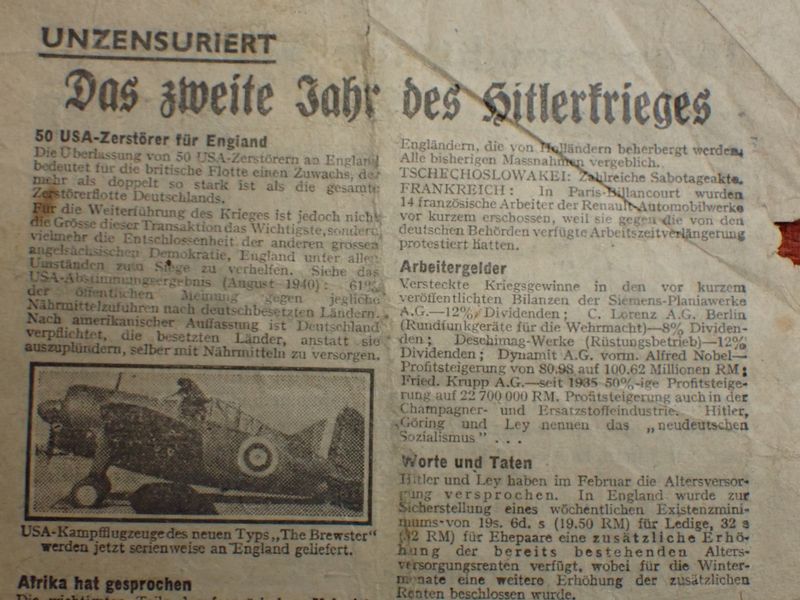 UNZENSURIERT
Das zweite Jahr des Hitlerkrieges
50 USA-Zerstörer für England
Die Überlassung von 50 USA-Zerstörern an England
bedeutet für die britische Flotte einen Zuwachs, der
mehr als doppelt so stark ist als die gesamte
Zerstörerflotte Deutschlands.
Für die Weiterführung des Krieges ist jedoch nicht
die Grösse dieser Transaktion das Wichtigste, sondern
vielmehr die Entschlossenheit der anderen grossen
angelsächsischen Demokratie, England unter allen
Umständen zum Siege zu verhelfen. Siehe das
USA-Abstimmungsergebnis (August 1940): 61%
der öffentlichen Meinung gegen jegliche
Nährmittelzufuhren nach deutschbesetzten Ländern.
Nach amerikanischer Auffassung ist Deutschland
verpflichtet, die besetzten Länder, anstatt sie
auszuplündern, selber mit Nährmitteln zu versorgen.
USA-Kampfflugzeuge des neuen Typs „The Brewster"
werden jetzt serienweise an England geliefert.
Afrika hat gesprochen
Engländern, die von Holländern beherbergt werden.
Alle bisherigen Massnahmen vergeblich.
TSCHECHOSLOWAKEI: Zahlreiche Sabotageakte.
FRANKREICH: In Paris-Billancourt wurden
14 französische Arbeiter der Renault-Automobilwerke
vor kurzem erschossen, weil sie gegen die von den
deutschen Behörden verfügte Arbeitszeitverlängerung
protestiert hatten.
Arbeitergelder
Versteckte Kriegsgewinne in den vor kurzem
veröffentlichten Bilanzen der Siemens-Planiawerke
A.G.—12% Dividenden; C. Lorenz A.G. Berlin
(Rundfunkgeräte für die Wehrmacht)—8% Dividen-
den; Deschimag-Werke (Rüstungsbetrieb)—12%
Dividenden; Dynamit A.G. vorm. Alfred Nobel—
Profitsteigerung von 80.98 auf 100.62 Millionen RM;
Fried. Krupp A.G.—seit 1935 50%-ige Profitsteige-
rung auf 22 700 000 RM. Profitsteigerung auch in der
Champagner- und Ersatzstoffeindustrie. Hitler,
Göring und Ley nennen das „neudeutschen
Sozialismus" . . .
Worte und Taten
Hitler und Ley haben im Februar die Altersversor-
gung versprochen. In England wurde zur
Sicherstellung eines wöchentlichen Existenzmini-
mums von 19s. 6d. s (19.50 RM) für Ledige, 32 s
(32 RM) für Ehepaare eine zusätzliche Erhö-
hung der bereits bestehenden Alters-
versorgungsrenten verfügt, wobei für die Winter-
monate eine weitere Erhöhung der zusätzlichen
Renten beschlossen wurde.